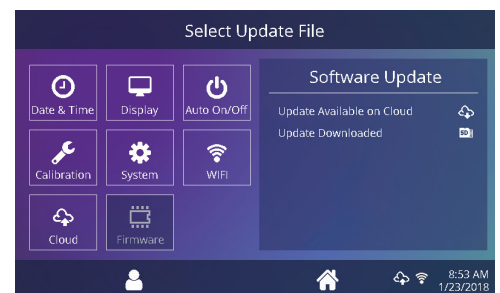 Select Update File
Date & Time
Display
Auto On/Off
Calibration
System
WIFI
Cloud
Firmware
Software Update
Update Available on Cloud
Update Downloaded
SD
8:53 AM
1/23/2018